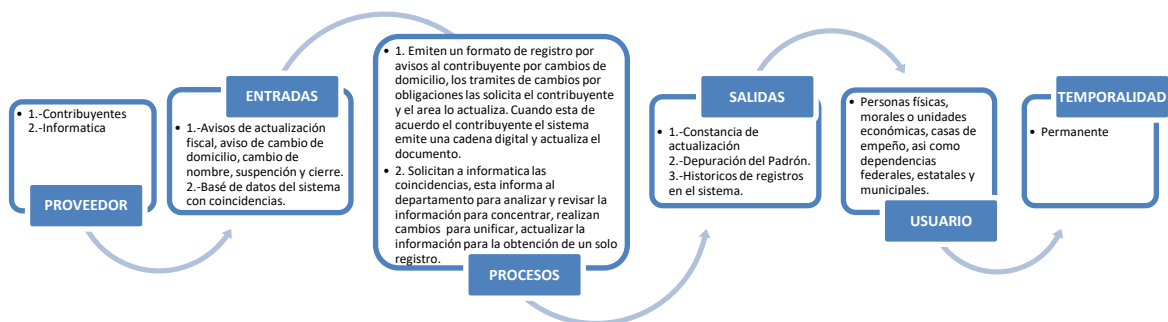 • 1.-Contribuyentes
2.-Informatica
PROVEEDOR
ENTRADAS
• 1.-Avisos de actualización
fiscal, aviso de cambio de
domicilio, cambio de
nombre, suspención y cierre.
2.-Basé de datos del sistema
con coincidencias.
• 1. Emiten un formato de registro por
avisos al contribuyente por cambios de
domicilio, los tramites de cambios por
obligaciones las solicita el contribuyente
y el area lo actualiza. Cuando esta de
acuerdo el contribuyente el sistema
emite una cadena digital y actualiza el
documento.
• 2. Solicitan a informatica las
coincidencias, esta informa al
departamento para analizar y revisar la
información para concentrar, realizan
cambios para unificar, actualizar la
información para la obtención de un solo
registro.
PROCESOS
SALIDAS
• 1.-Constancia de
actualización
2.-Depuración del Padrón.
3.-Historicos de registros
en el sistema.
• Personas físicas,
morales o unidades
económicas, casas de
empeño, asi como
dependencias
federales, estatales y
municipales.
USUARIO
TEMPORALIDAD
• Permanente